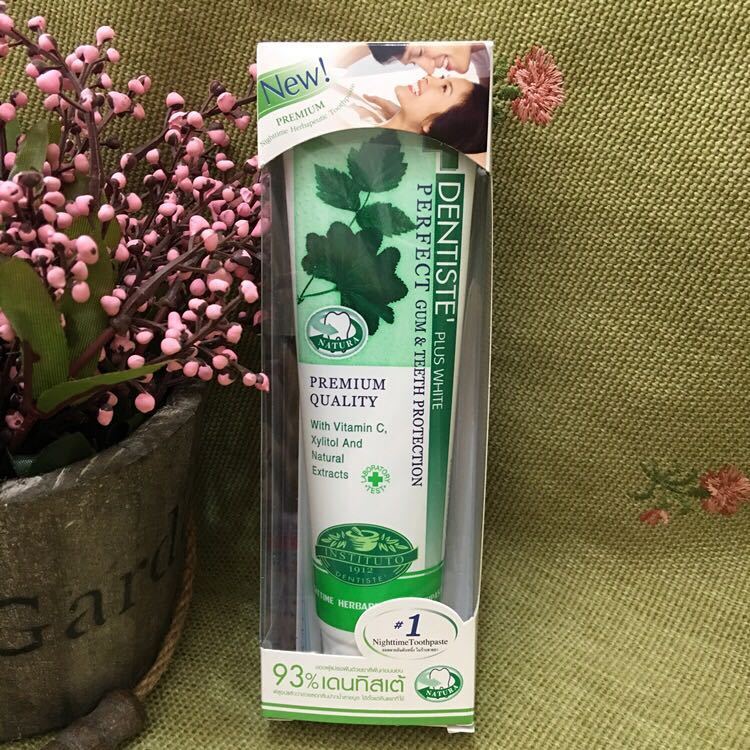 New!
PREMIUM
Nighttime Herbapeutic Toothpaste
DENTISTE' PLUS WHITE
PERFECT GUM & TEETH PROTECTION
NATURA
PREMIUM
QUALITY
With Vitamin C,
Xylitol And
Natural
Extracts
LABORATORY
TEST
INSTITUTO
1912
DENTISTE'
#1
NighttimeToothpaste
93% เดนทิสเต้
NATURA
Gard